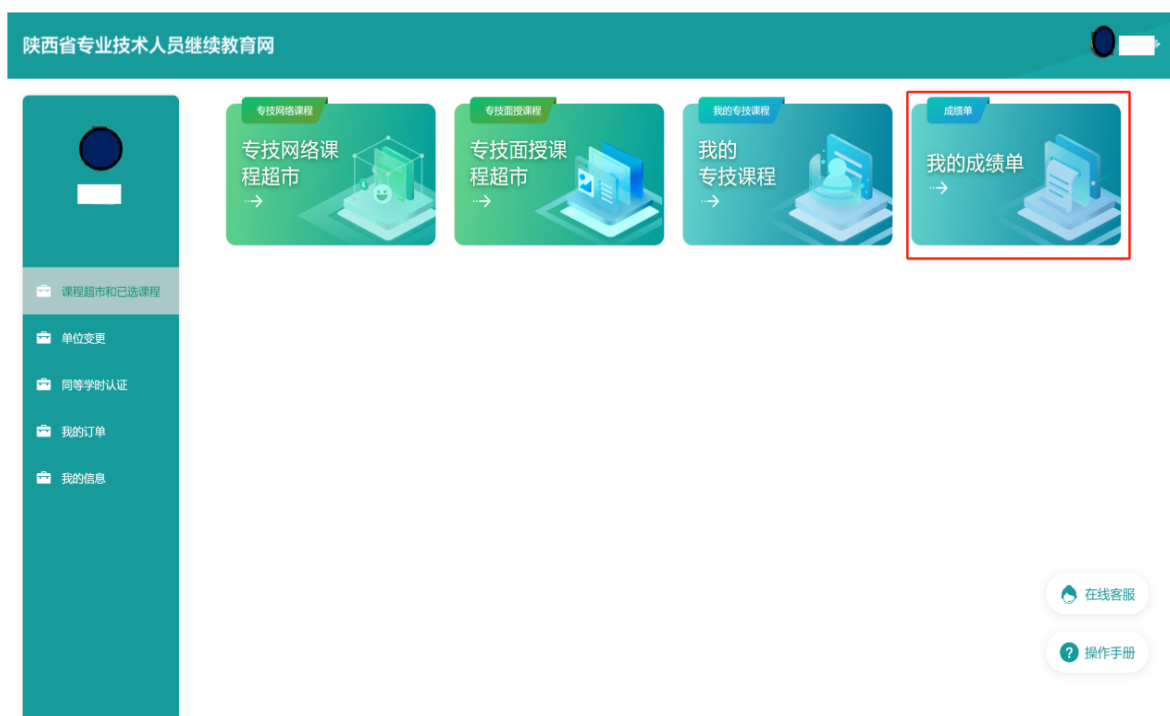 陕西省专业技术人员继续教育网
专技网络课程
专技网络课
程超市
专技面授课程
专技面授课
程超市
我的专技课程
我的
专技课程
成绩单
我的成绩单
课程超市和已选课程
单位变更
同等学时认证
我的订单
我的信息
在线客服
操作手册